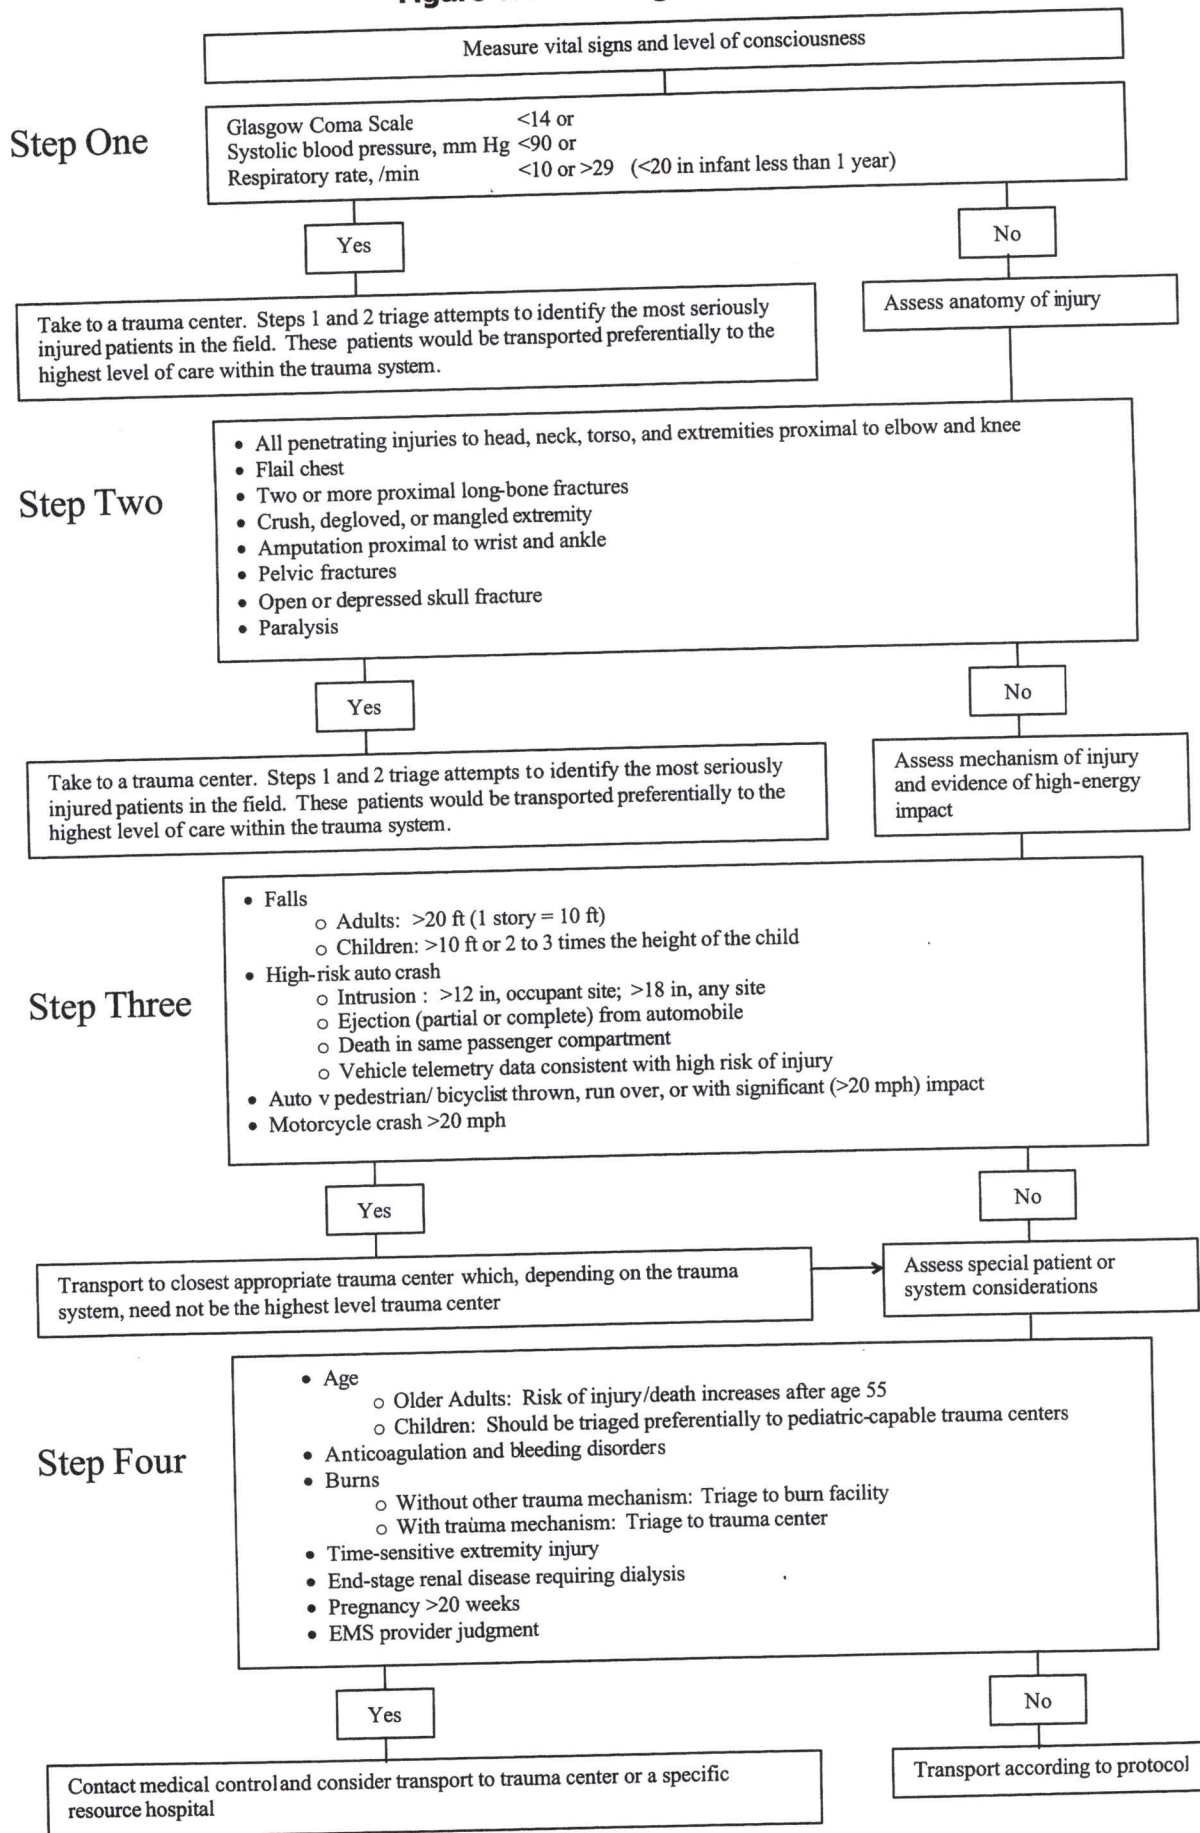 Measure vital signs and level of consciousness
Step One
Glasgow Coma Scale <14 or
Systolic blood pressure, mm Hg <90 or
Respiratory rate, /min <10 or >29 (<20 in infant less than 1 year)
Yes
No
Take to a trauma center. Steps 1 and 2 triage attempts to identify the most seriously
injured patients in the field. These patients would be transported preferentially to the
highest level of care within the trauma system.
Assess anatomy of injury
Step Two
• All penetrating injuries to head, neck, torso, and extremities proximal to elbow and knee
• Flail chest
• Two or more proximal long-bone fractures
• Crush, degloved, or mangled extremity
• Amputation proximal to wrist and ankle
• Pelvic fractures
• Open or depressed skull fracture
• Paralysis
Yes
No
Take to a trauma center. Steps 1 and 2 triage attempts to identify the most seriously
injured patients in the field. These patients would be transported preferentially to the
highest level of care within the trauma system.
Assess mechanism of injury
and evidence of high-energy
impact
Step Three
• Falls
o Adults: >20 ft (1 story = 10 ft)
o Children: >10 ft or 2 to 3 times the height of the child
• High-risk auto crash
o Intrusion : >12 in, occupant site; >18 in, any site
o Ejection (partial or complete) from automobile
o Death in same passenger compartment
o Vehicle telemetry data consistent with high risk of injury
• Auto v pedestrian/ bicyclist thrown, run over, or with significant (>20 mph) impact
• Motorcycle crash >20 mph
Yes
No
Transport to closest appropriate trauma center which, depending on the trauma
system, need not be the highest level trauma center
Assess special patient or
system considerations
Step Four
• Age
o Older Adults: Risk of injury/death increases after age 55
o Children: Should be triaged preferentially to pediatric-capable trauma centers
• Anticoagulation and bleeding disorders
• Burns
o Without other trauma mechanism: Triage to burn facility
o With trauma mechanism: Triage to trauma center
• Time-sensitive extremity injury
• End-stage renal disease requiring dialysis
• Pregnancy >20 weeks
• EMS provider judgment
Yes
No
Contact medical control and consider transport to trauma center or a specific
resource hospital
Transport according to protocol